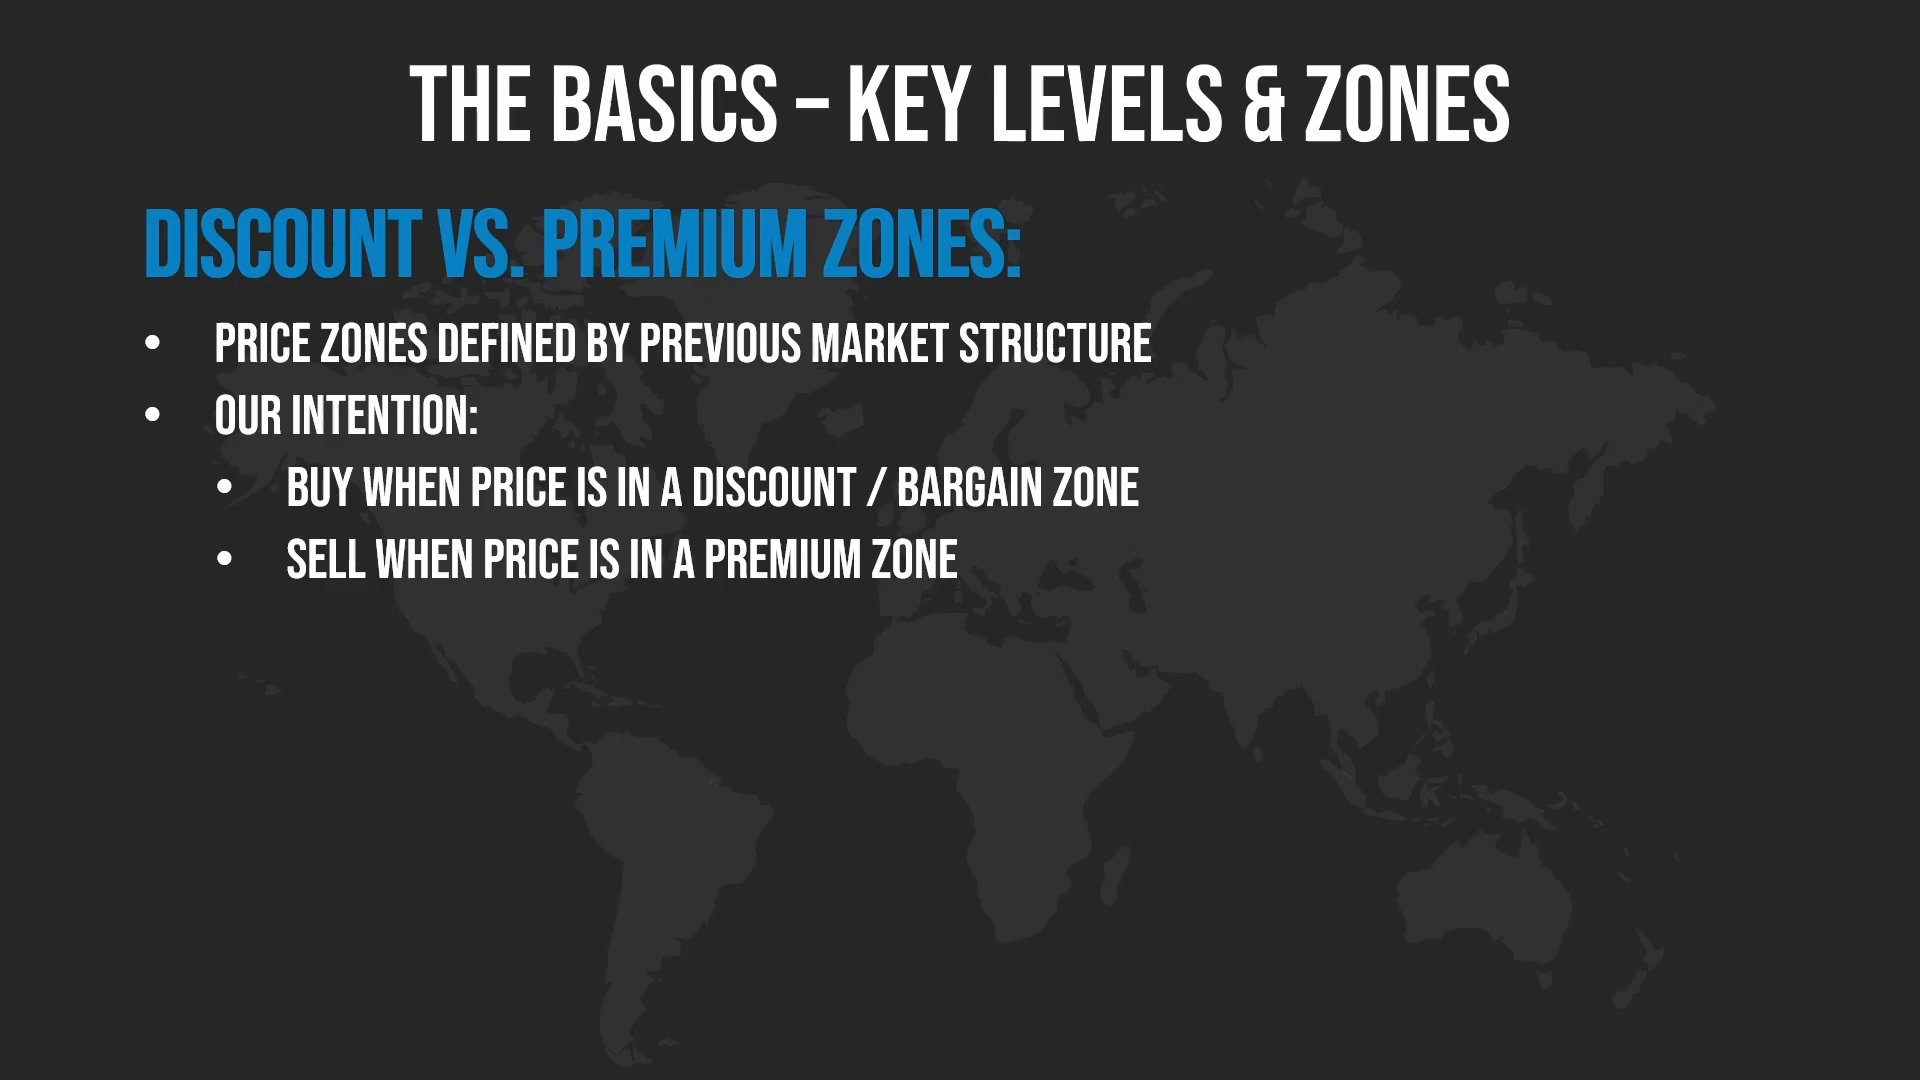 THE BASICS – KEY LEVELS & ZONES
DISCOUNT VS. PREMIUM ZONES:
• PRICE ZONES DEFINED BY PREVIOUS MARKET STRUCTURE
• OUR INTENTION:
• BUY WHEN PRICE IS IN A DISCOUNT / BARGAIN ZONE
• SELL WHEN PRICE IS IN A PREMIUM ZONE